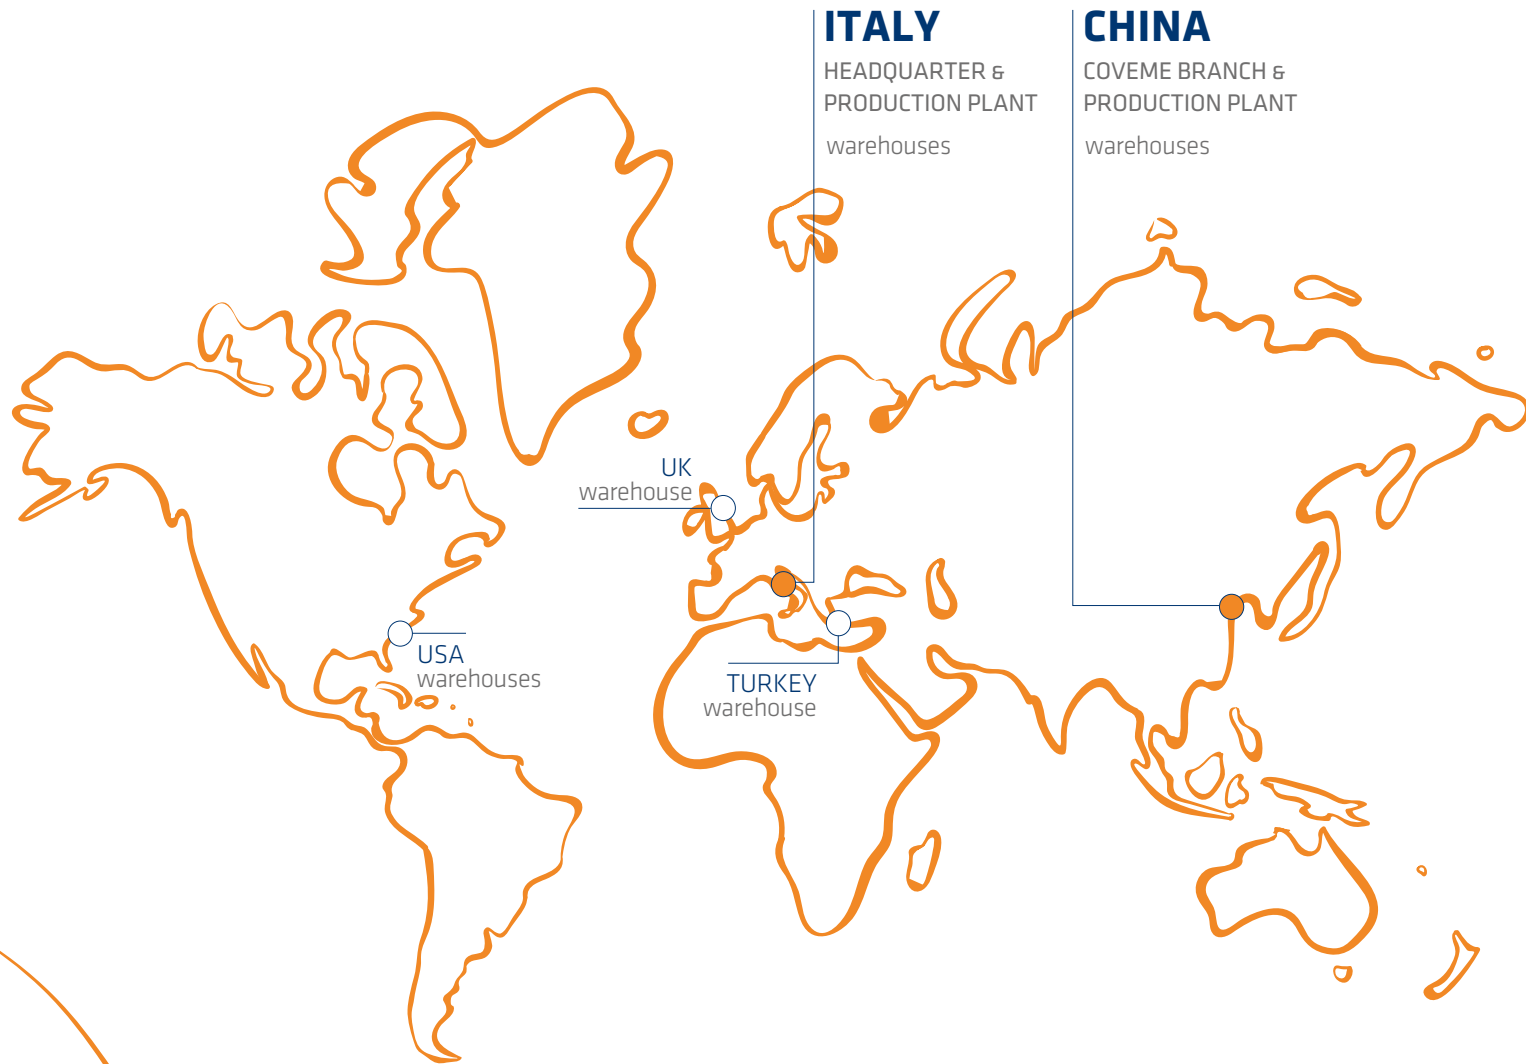 ITALY
HEADQUARTER &
PRODUCTION PLANT
warehouses
CHINA
COVEME BRANCH &
PRODUCTION PLANT
warehouses
UK
warehouse
USA
warehouses
TURKEY
warehouse